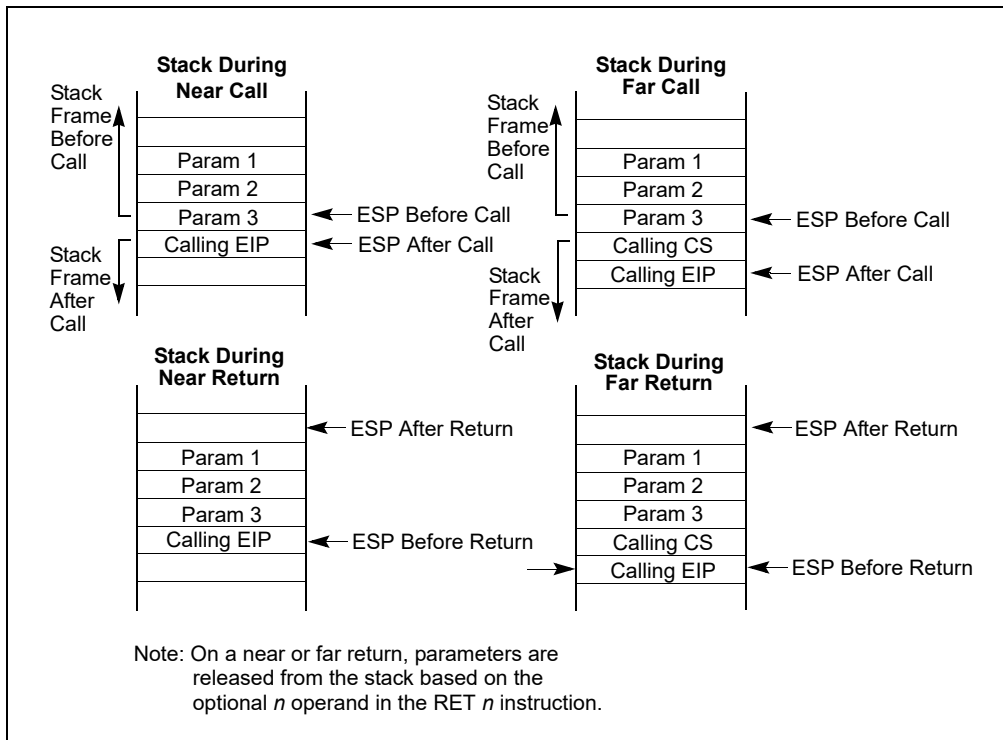 Stack During
Near Call
Stack
Frame
Before
Call
Param 1
Param 2
Param 3
Calling EIP
ESP Before Call
ESP After Call
Stack
Frame
After
Call
Stack During
Far Call
Stack
Frame
Before
Call
Param 1
Param 2
Param 3
Calling CS
Calling EIP
ESP Before Call
ESP After Call
Stack
Frame
After
Call
Stack During
Near Return
ESP After Return
Param 1
Param 2
Param 3
Calling EIP
ESP Before Return
Stack During
Far Return
ESP After Return
Param 1
Param 2
Param 3
Calling CS
Calling EIP
ESP Before Return
Note: On a near or far return, parameters are
released from the stack based on the
optional n operand in the RET n instruction.